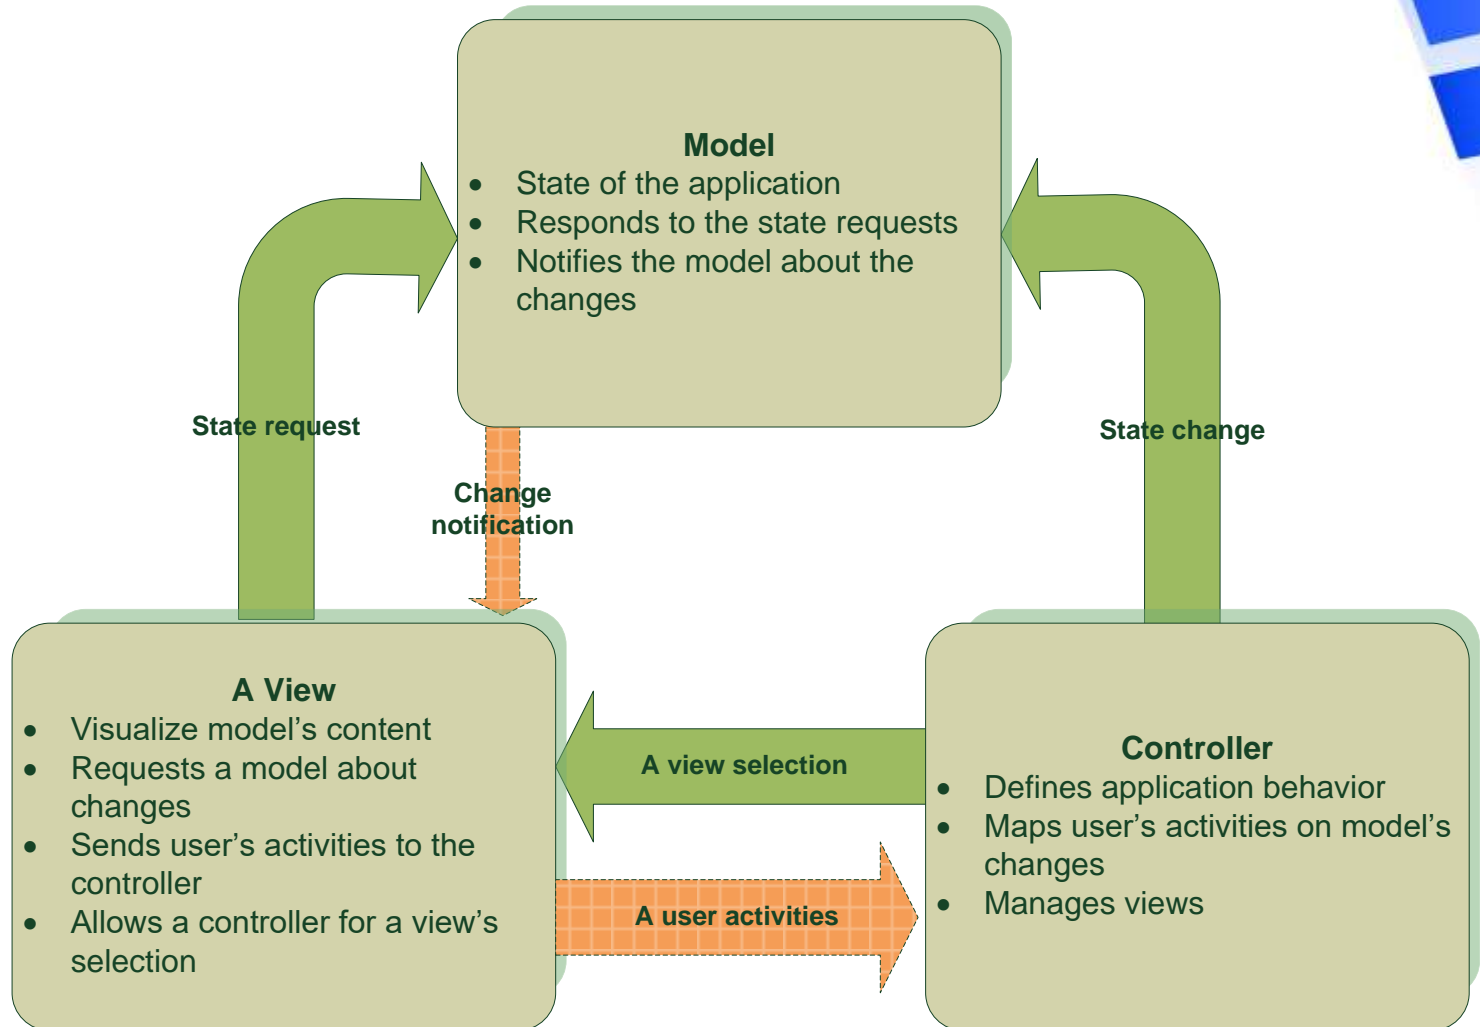 Model
• State of the application
• Responds to the state requests
• Notifies the model about the
changes
State request
State change
Change
notification
A View
• Visualize model’s content
• Requests a model about
changes
• Sends user’s activities to the
controller
• Allows a controller for a view’s
selection
A view selection
A user activities
Controller
• Defines application behavior
• Maps user’s activities on model’s
changes
• Manages views